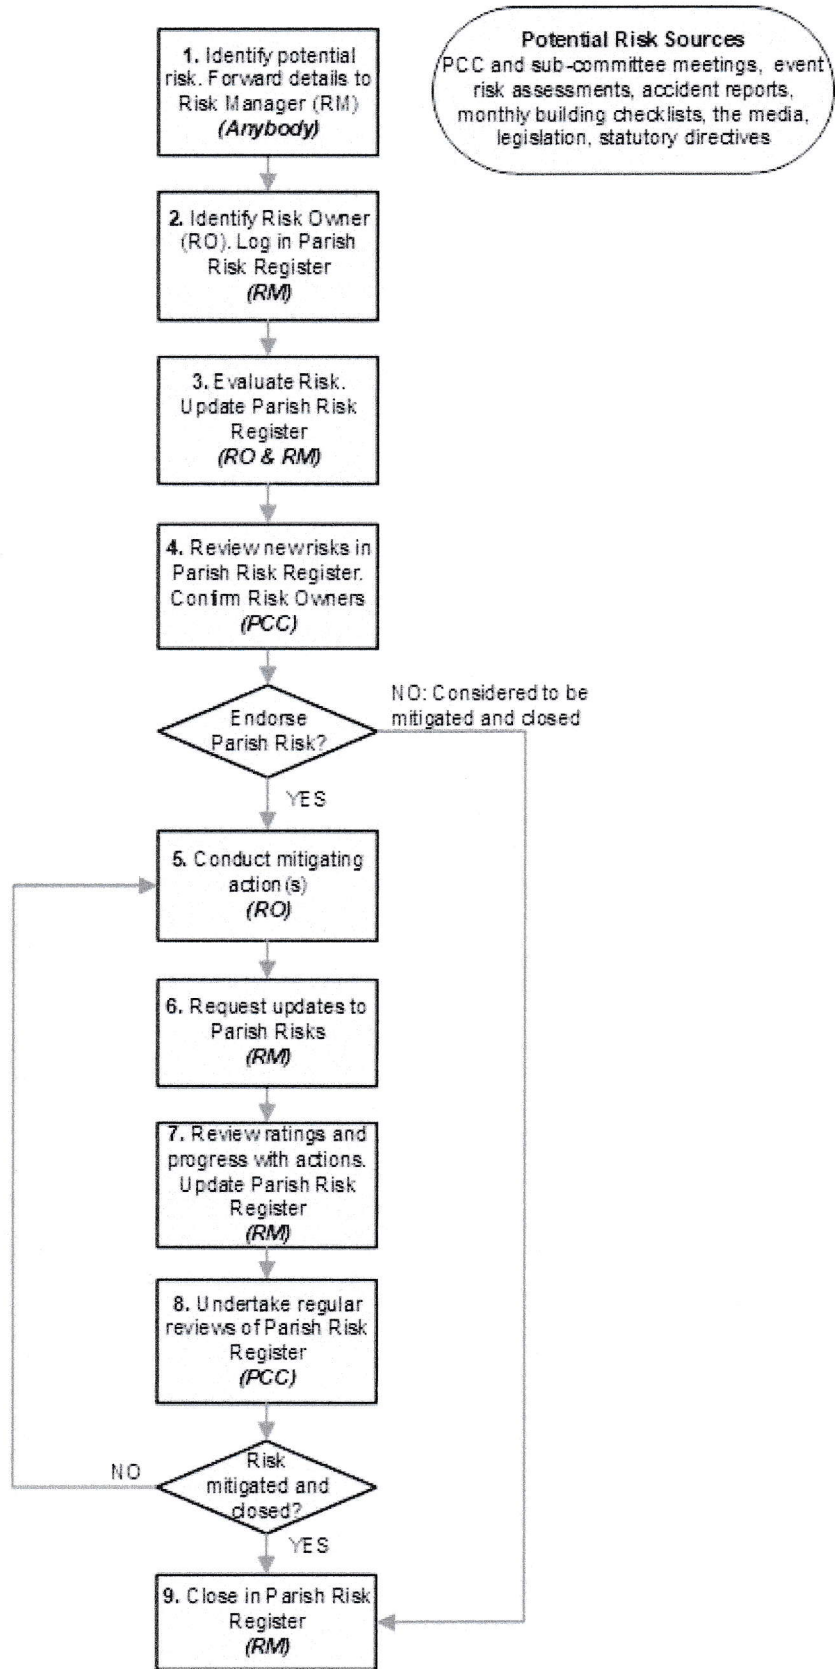 1. Identify potential
risk. Forward details to
Risk Manager (RM)
(Anybody)
Potential Risk Sources
PCC and sub-committee meetings, event
risk assessments, accident reports,
monthly building checklists, the media,
legislation, statutory directives
2. Identify Risk Owner
(RO). Log in Parish
Risk Register
(RM)
3. Evaluate Risk.
Update Parish Risk
Register
(RO & RM)
4. Review new risks in
Parish Risk Register.
Confirm Risk Owners
(PCC)
Endorse
Parish Risk?
NO: Considered to be
mitigated and closed
YES
5. Conduct mitigating
action(s)
(RO)
6. Request updates to
Parish Risks
(RM)
7. Review ratings and
progress with actions.
Update Parish Risk
Register
(RM)
8. Undertake regular
reviews of Parish Risk
Register
(PCC)
Risk
mitigated and
closed?
NO
YES
9. Close in Parish Risk
Register
(RM)